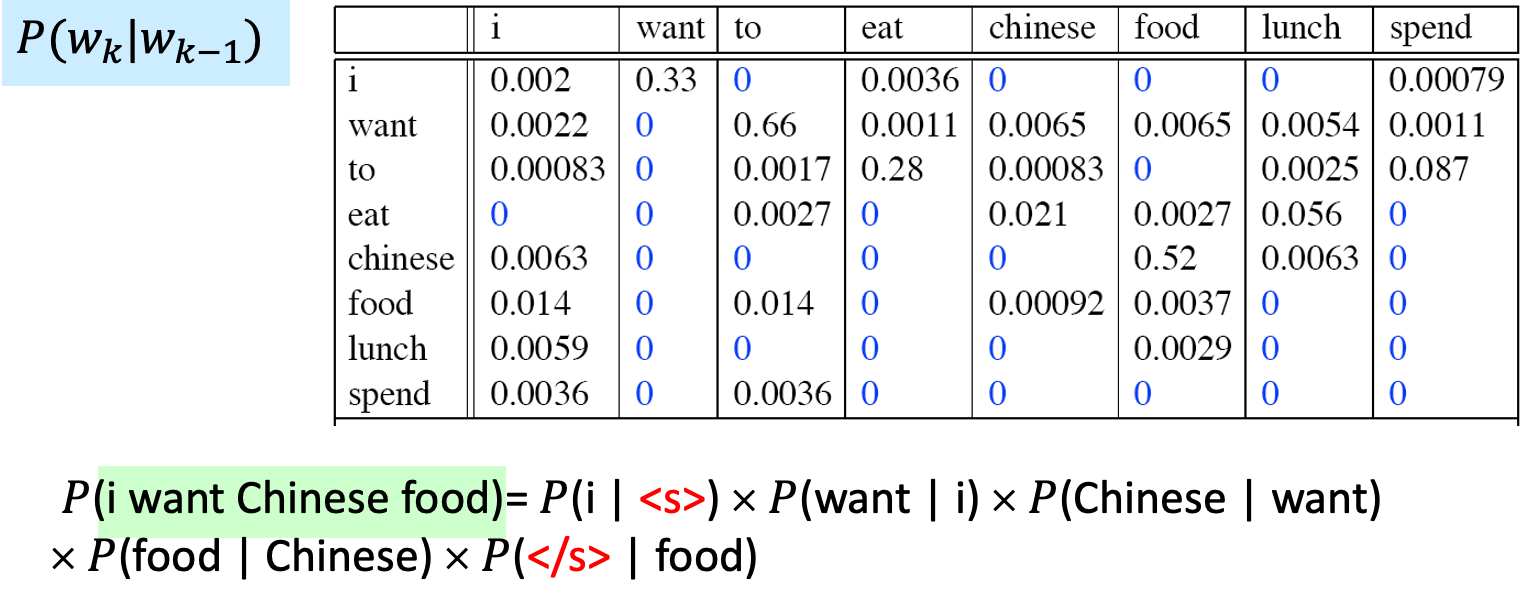 P(wₖ|wₖ₋₁)
i want to eat chinese food lunch spend
i 0.002 0.33 0 0.0036 0 0 0 0.00079
want 0.0022 0 0.66 0.0011 0.0065 0.0065 0.0054 0.0011
to 0.00083 0 0.0017 0.28 0.00083 0 0.0025 0.087
eat 0 0 0.0027 0 0.021 0.0027 0.056 0
chinese 0.0063 0 0 0 0 0.52 0.0063 0
food 0.014 0 0.014 0 0.00092 0.0037 0 0
lunch 0.0059 0 0 0 0 0.0029 0 0
spend 0.0036 0 0.0036 0 0 0 0 0
P(i want Chinese food)= P(i | <s>) × P(want | i) × P(Chinese | want)
× P(food | Chinese) × P(</s> | food)